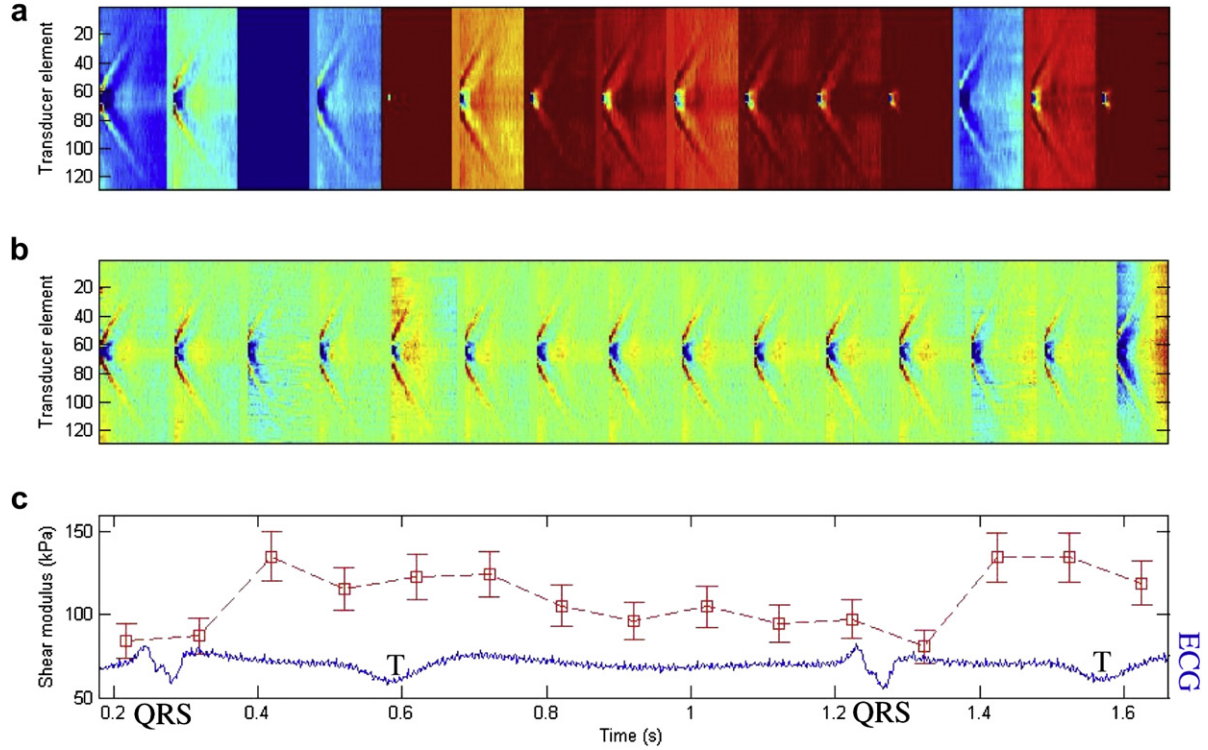 a
Transducer element
20
40
60
80
100
120
b
Transducer element
20
40
60
80
100
120
c
Shear modulus (kPa)
150
100
50
T
T
ECG
0.2
QRS
0.4
0.6
0.8
1
1.2
QRS
1.4
1.6
Time (s)